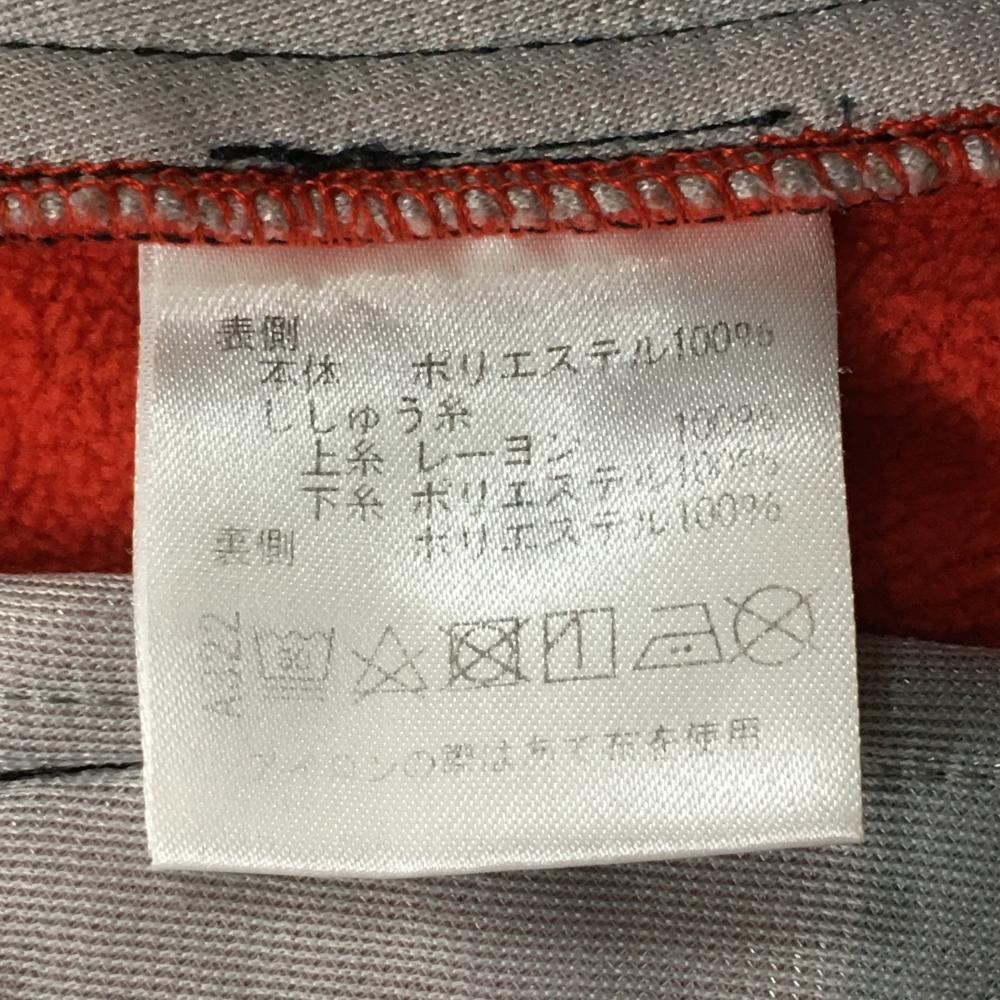 表側
本体 ポリエステル100%
ししゅう糸
上糸 レーヨン 100%
下糸 ポリエステル100%
裏側 ポリエステル100%
30
アイロンの際はあて布を使用